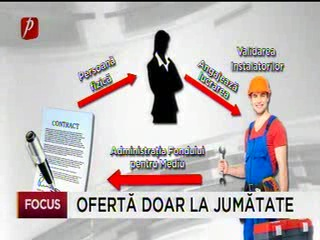 p
Persoană
fizică
Validarea
instalatorilor
Angajează
lucrarea
CONTRACT
Administrația Fondului
pentru Mediu
FOCUS OFERTĂ DOAR LA JUMĂTATE